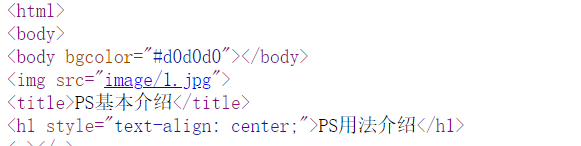 <html>
<body>
<body bgcolor="#d0d0d0"></body>
<img src="image/1.jpg">
<title>PS基本介绍</title>
<h1 style="text-align: center;">PS用法介绍</h1>